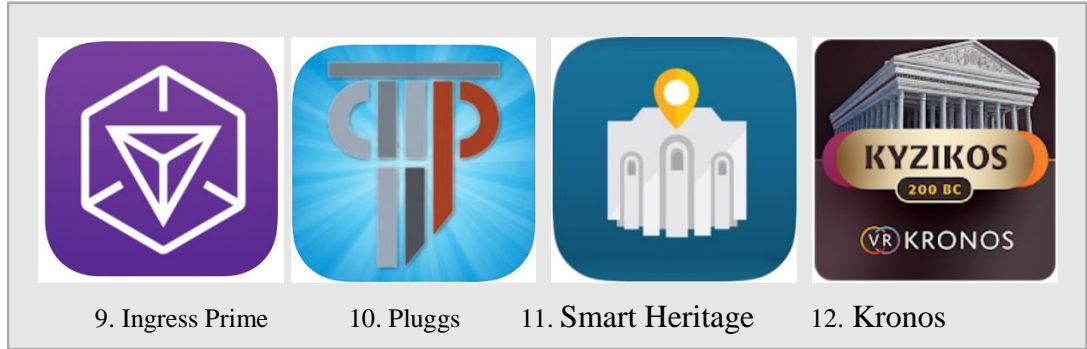 KYZIKOS
200 BC
VR KRONOS
9. Ingress Prime 10. Pluggs 11. Smart Heritage 12. Kronos